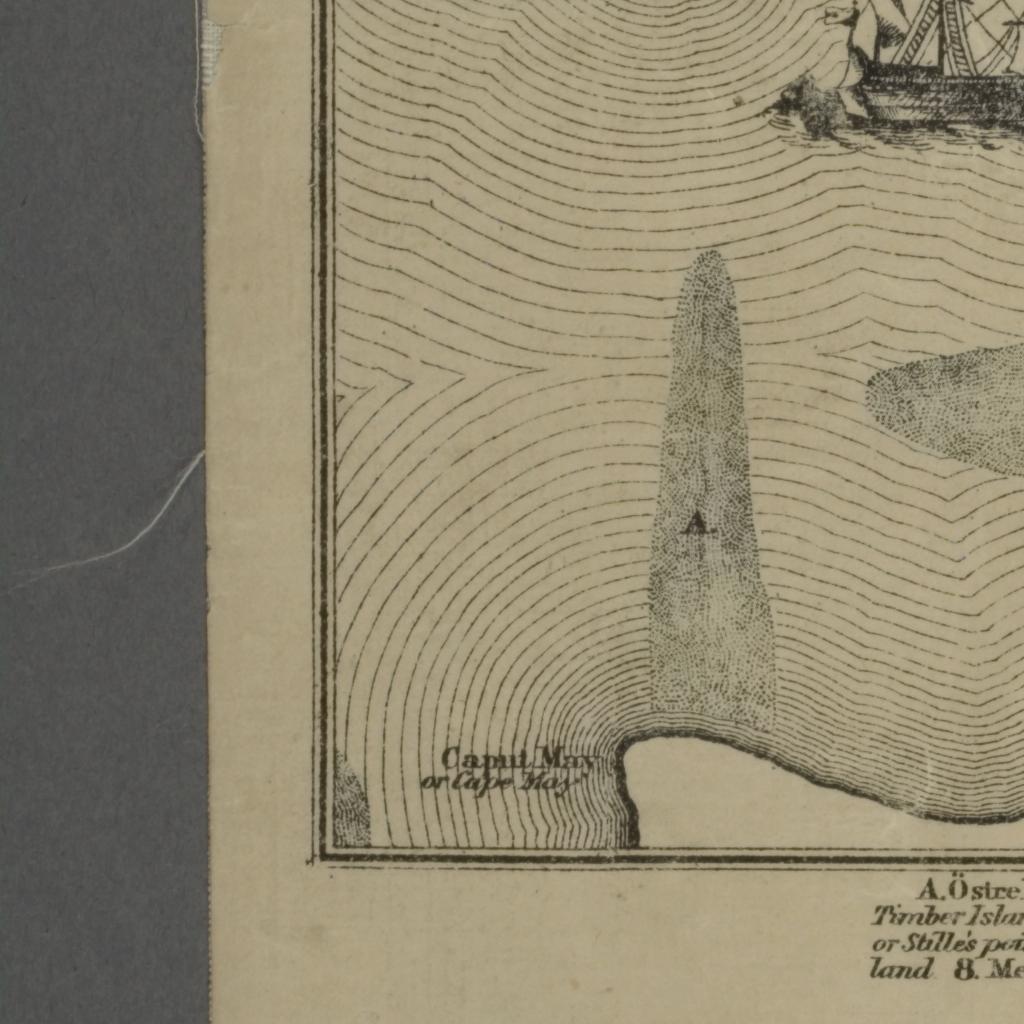 A.
Caput May
or Cape May
A. Östre
Timber Islan
or Stille's poi
land 8. Me